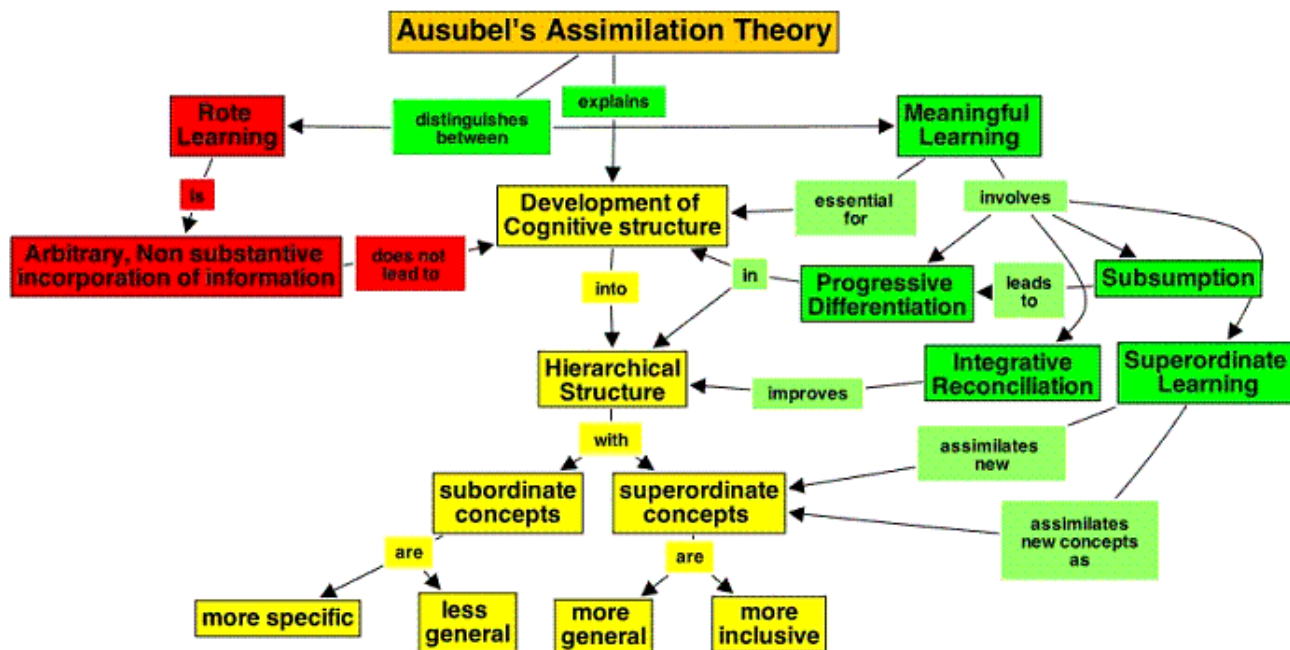 Ausubel's Assimilation Theory
explains
Rote
Learning
distinguishes
between
Meaningful
Learning
is
essential
for
involves
Development of
Cognitive structure
Arbitrary, Non substantive
incorporation of information
does not
lead to
into
in
Progressive
Differentiation
leads
to
Subsumption
Hierarchical
Structure
improves
Integrative
Reconciliation
Superordinate
Learning
with
assimilates
new
subordinate
concepts
superordinate
concepts
assimilates
new concepts
as
are
are
more specific
less
general
more
general
more
inclusive